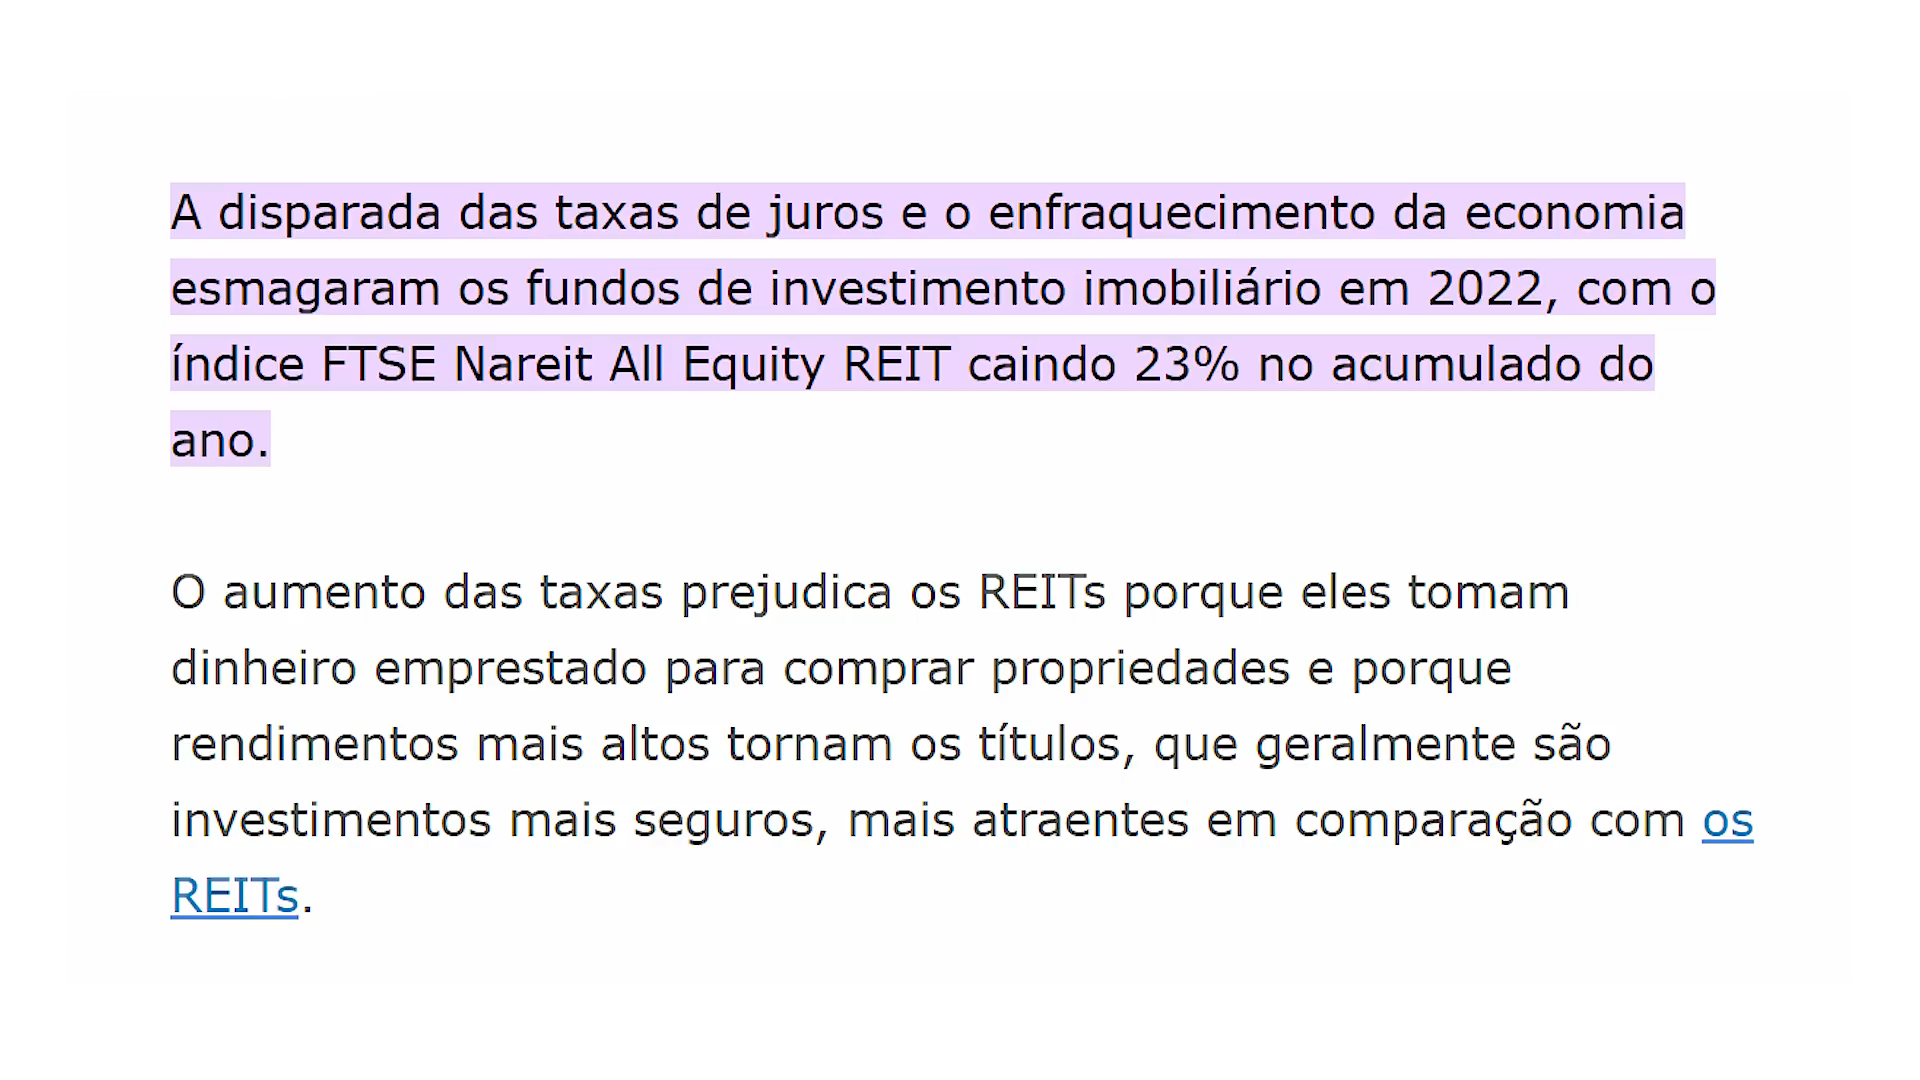 A disparada das taxas de juros e o enfraquecimento da economia
esmagaram os fundos de investimento imobiliário em 2022, com o
índice FTSE Nareit All Equity REIT caindo 23% no acumulado do
ano.
O aumento das taxas prejudica os REITs porque eles tomam
dinheiro emprestado para comprar propriedades e porque
rendimentos mais altos tornam os títulos, que geralmente são
investimentos mais seguros, mais atraentes em comparação com os
REITs.